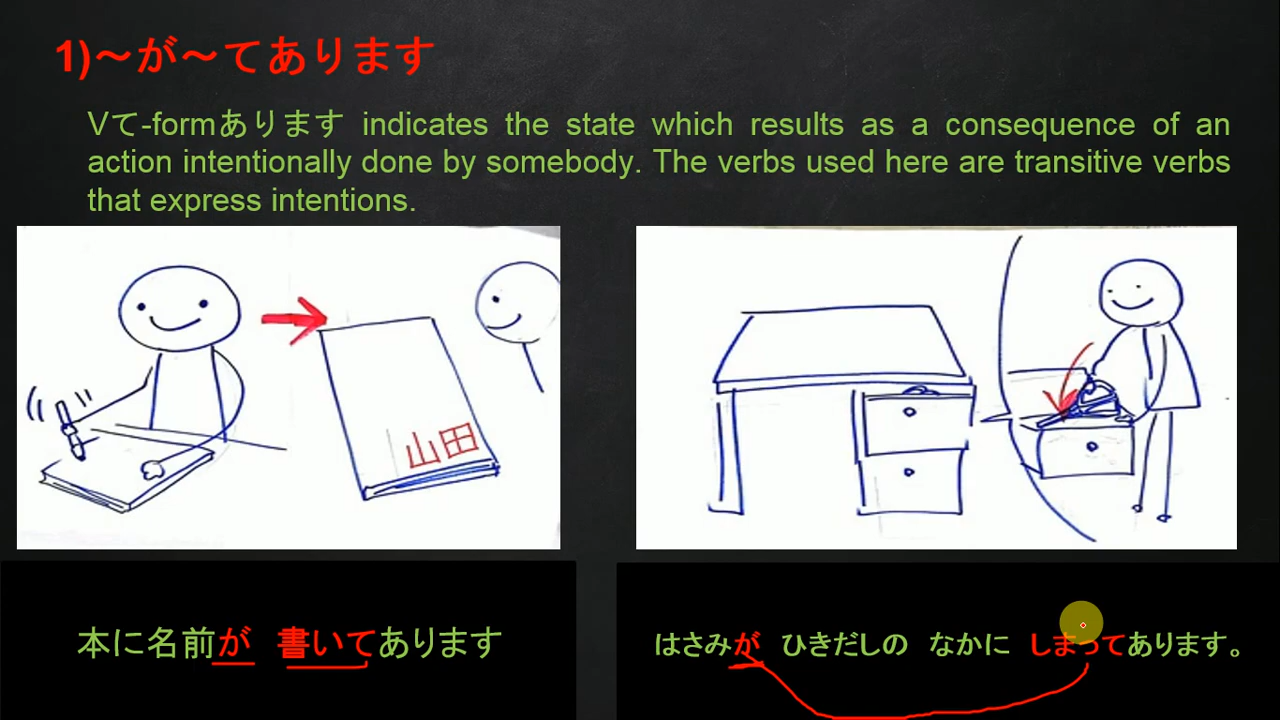 1)～が～てあります
Vて-formあります indicates the state which results as a consequence of an
action intentionally done by somebody. The verbs used here are transitive verbs
that express intentions.
山田
本に名前が 書いてあります
はさみが ひきだしの なかに しまってあります。